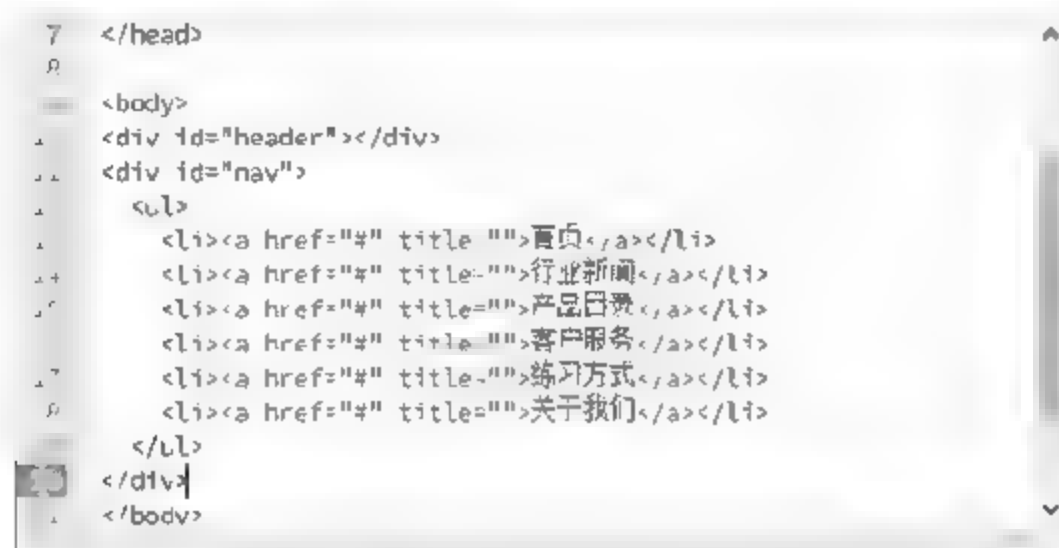 7 </head>
8
<body>
<div id="header"></div>
<div id="nav">
<ul>
<li><a href="#" title="">首页</a></li>
<li><a href="#" title="">行业新闻</a></li>
<li><a href="#" title="">产品目录</a></li>
<li><a href="#" title="">客户服务</a></li>
<li><a href="#" title="">练习方式</a></li>
<li><a href="#" title="">关于我们</a></li>
</ul>
</div>
</body>